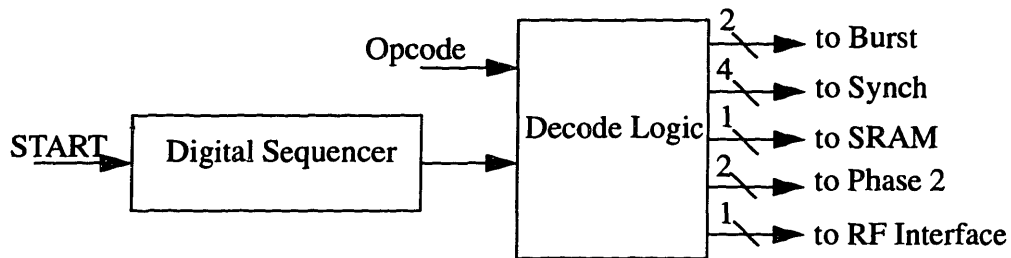 2
to Burst
Opcode
4
to Synch
START
Digital Sequencer
Decode Logic
1
to SRAM
2
to Phase 2
1
to RF Interface